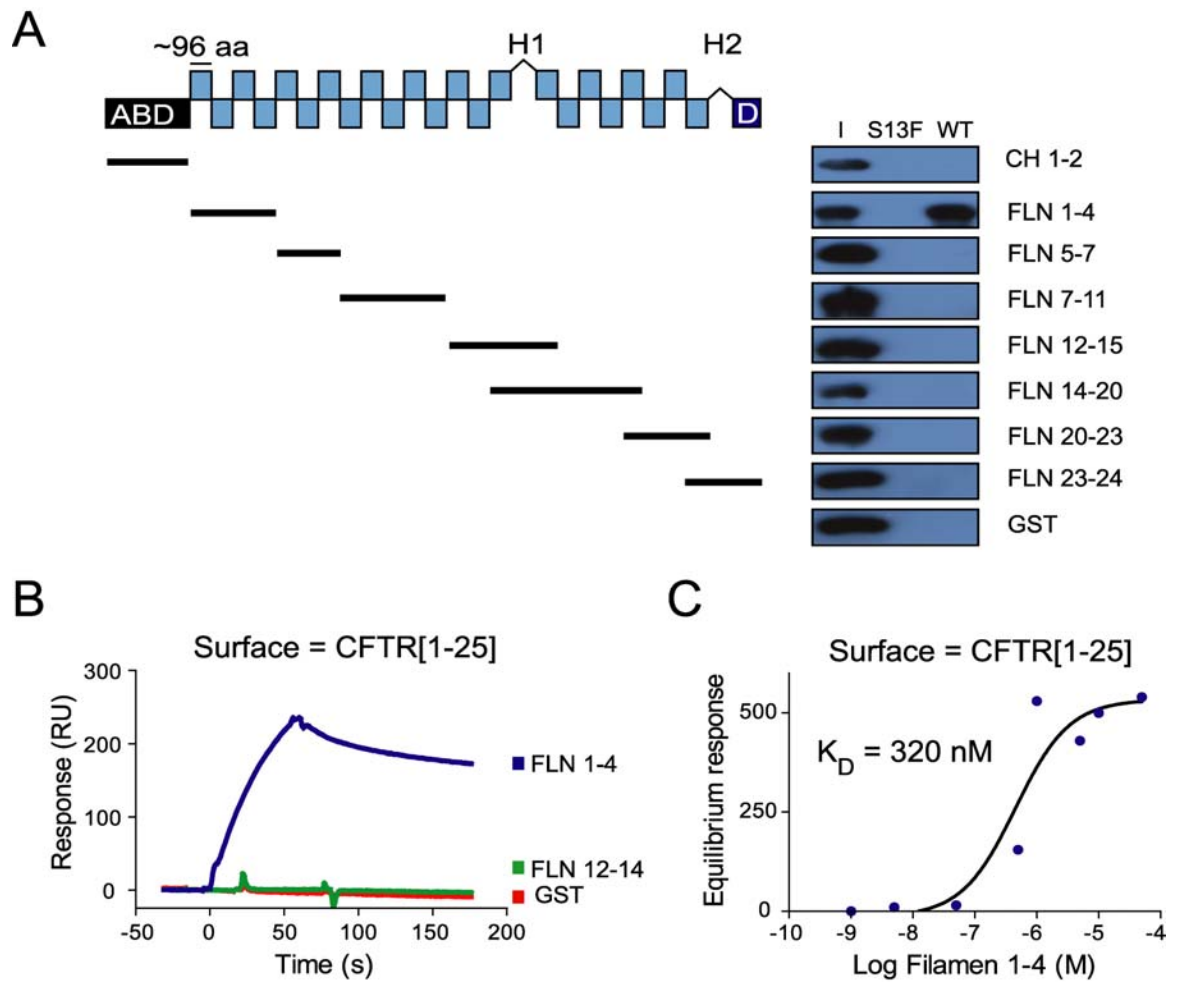 A
~96 aa
H1
H2
ABD
D
I S13F WT
CH 1-2
FLN 1-4
FLN 5-7
FLN 7-11
FLN 12-15
FLN 14-20
FLN 20-23
FLN 23-24
GST
B
Surface = CFTR[1-25]
Response (RU)
300
200
100
0
-50 0 50 100 150 200
Time (s)
FLN 1-4
FLN 12-14
GST
C
Surface = CFTR[1-25]
Equilibrium response
500
250
0
K_D = 320 nM
-10 -9 -8 -7 -6 -5 -4
Log Filamen 1-4 (M)